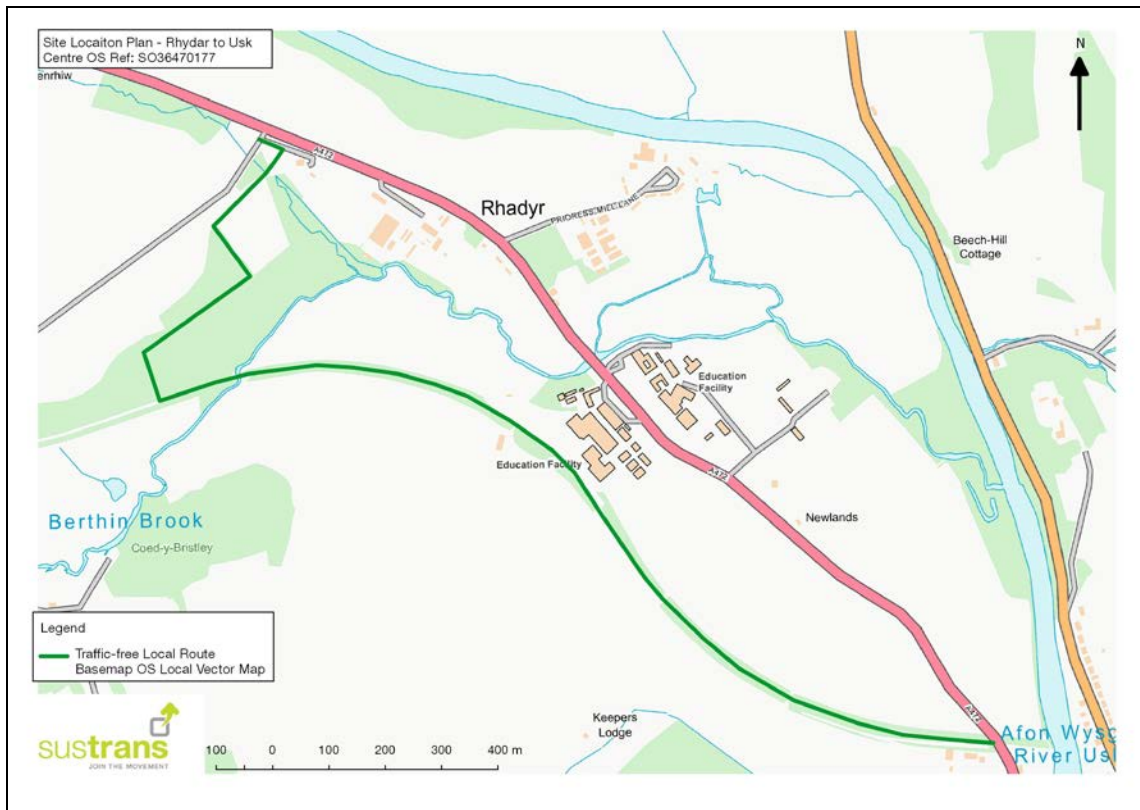 Site Locaiton Plan - Rhydar to Usk
Centre OS Ref: SO36470177
enrhiw
N
A472
Rhadyr
PRIORESS MILL LANE
Beech-Hill
Cottage
Education
Facility
Education Facility
A472
Newlands
Berthin Brook
Coed-y-Bristley
Legend
Traffic-free Local Route
Basemap OS Local Vector Map
Keepers
Lodge
A472
Afon Wysg
River Usk
sustrans
JOIN THE MOVEMENT
100 0 100 200 300 400 m